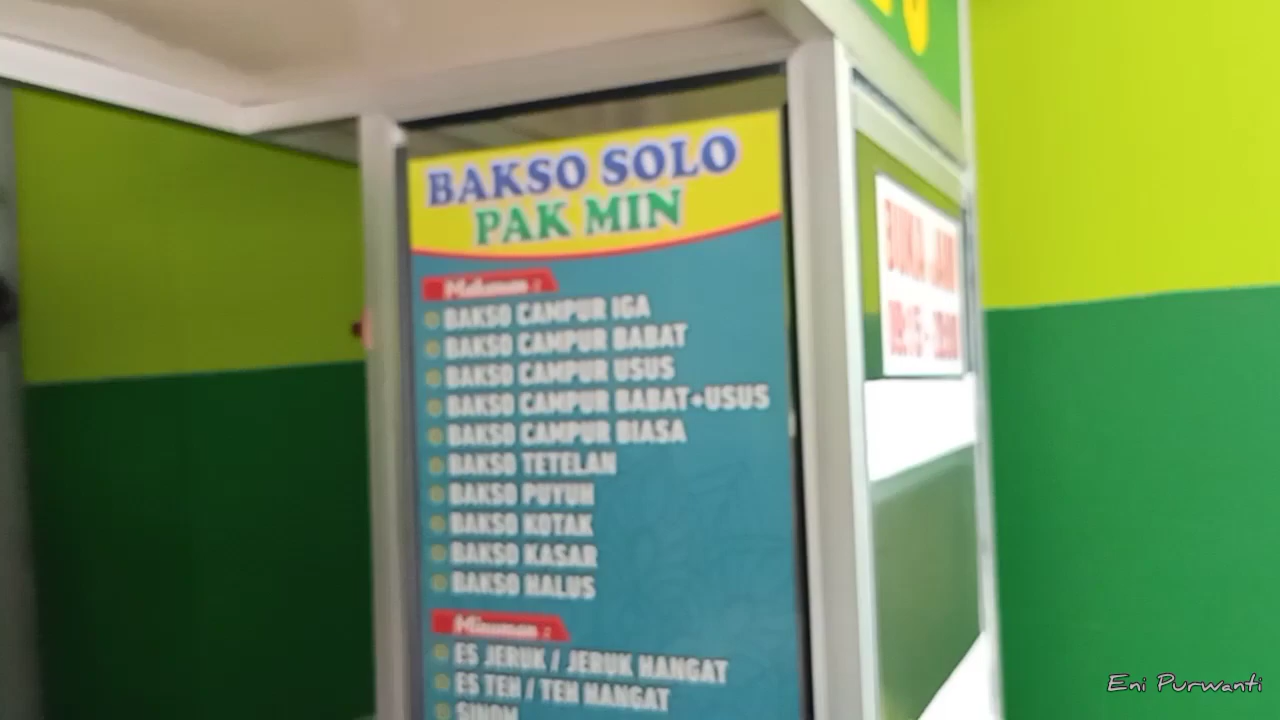 BAKSO SOLO
PAK MIN
Makanan :
BAKSO CAMPUR IGA
BAKSO CAMPUR BABAT
BAKSO CAMPUR USUS
BAKSO CAMPUR BABAT+USUS
BAKSO CAMPUR BIASA
BAKSO TETELAN
BAKSO PUYUH
BAKSO KOTAK
BAKSO KASAR
BAKSO HALUS
Minuman :
ES JERUK / JERUK HANGAT
ES TEH / TEH HANGAT
SINOM
BUKA JAM
Eni Purwanti